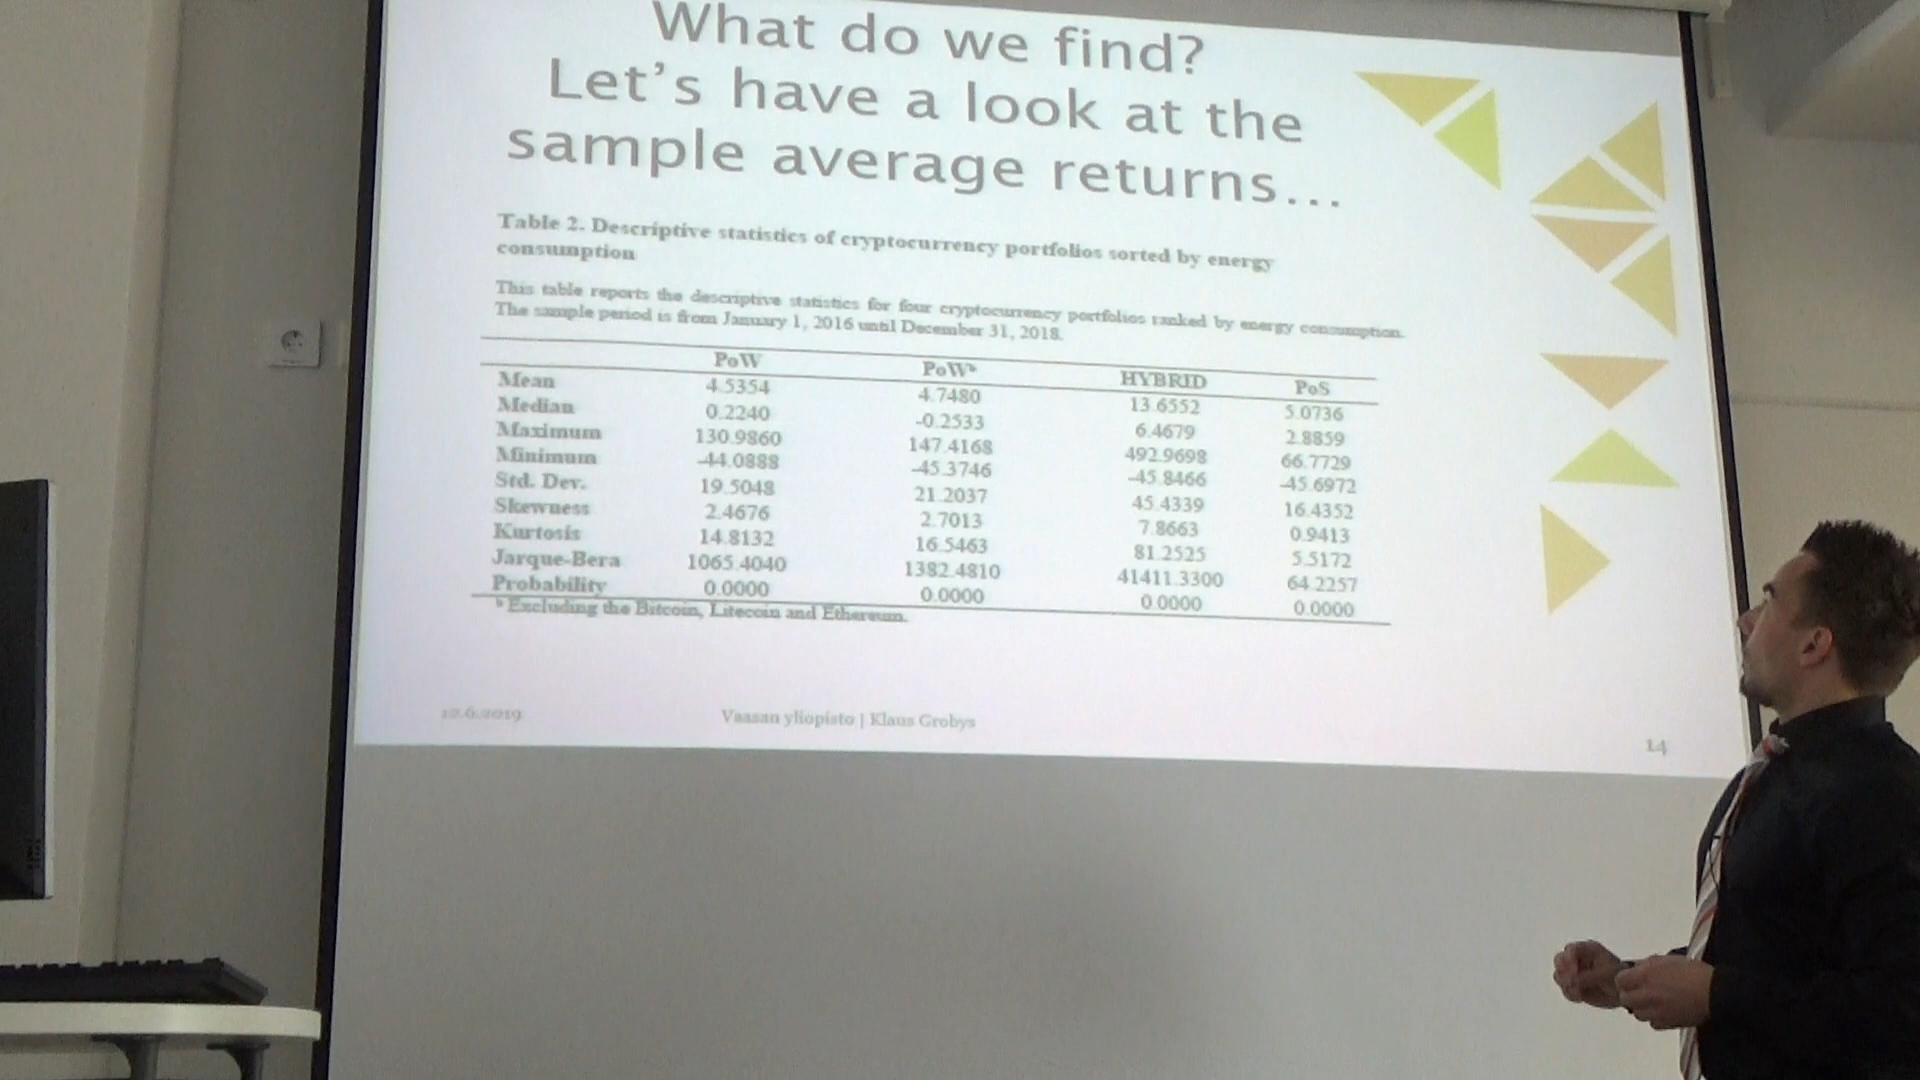 What do we find?
Let's have a look at the
sample average returns...
Table 2. Descriptive statistics of cryptocurrency portfolios sorted by energy
consumption
This table reports the descriptive statistics for four cryptocurrency portfolios ranked by energy consumption.
The sample period is from January 1, 2016 until December 31, 2018.
PoW PoWᵇ HYBRID PoS
Mean 4.5354 4.7480 13.6552 5.0736
Median 0.2240 -0.2533 6.4679 2.8859
Maximum 130.9860 147.4168 492.9698 66.7729
Minimum -44.0888 -45.3746 -45.8466 -45.6972
Std. Dev. 19.5048 21.2037 45.4339 16.4352
Skewness 2.4676 2.7013 7.8663 0.9413
Kurtosis 14.8132 16.5463 81.2525 5.5172
Jarque-Bera 1065.4040 1382.4810 41411.3300 64.2257
Probability 0.0000 0.0000 0.0000 0.0000
ᵇ Excluding the Bitcoin, Litecoin and Ethereum.
12.6.2019 Vaasan yliopisto | Klaus Grobys 14